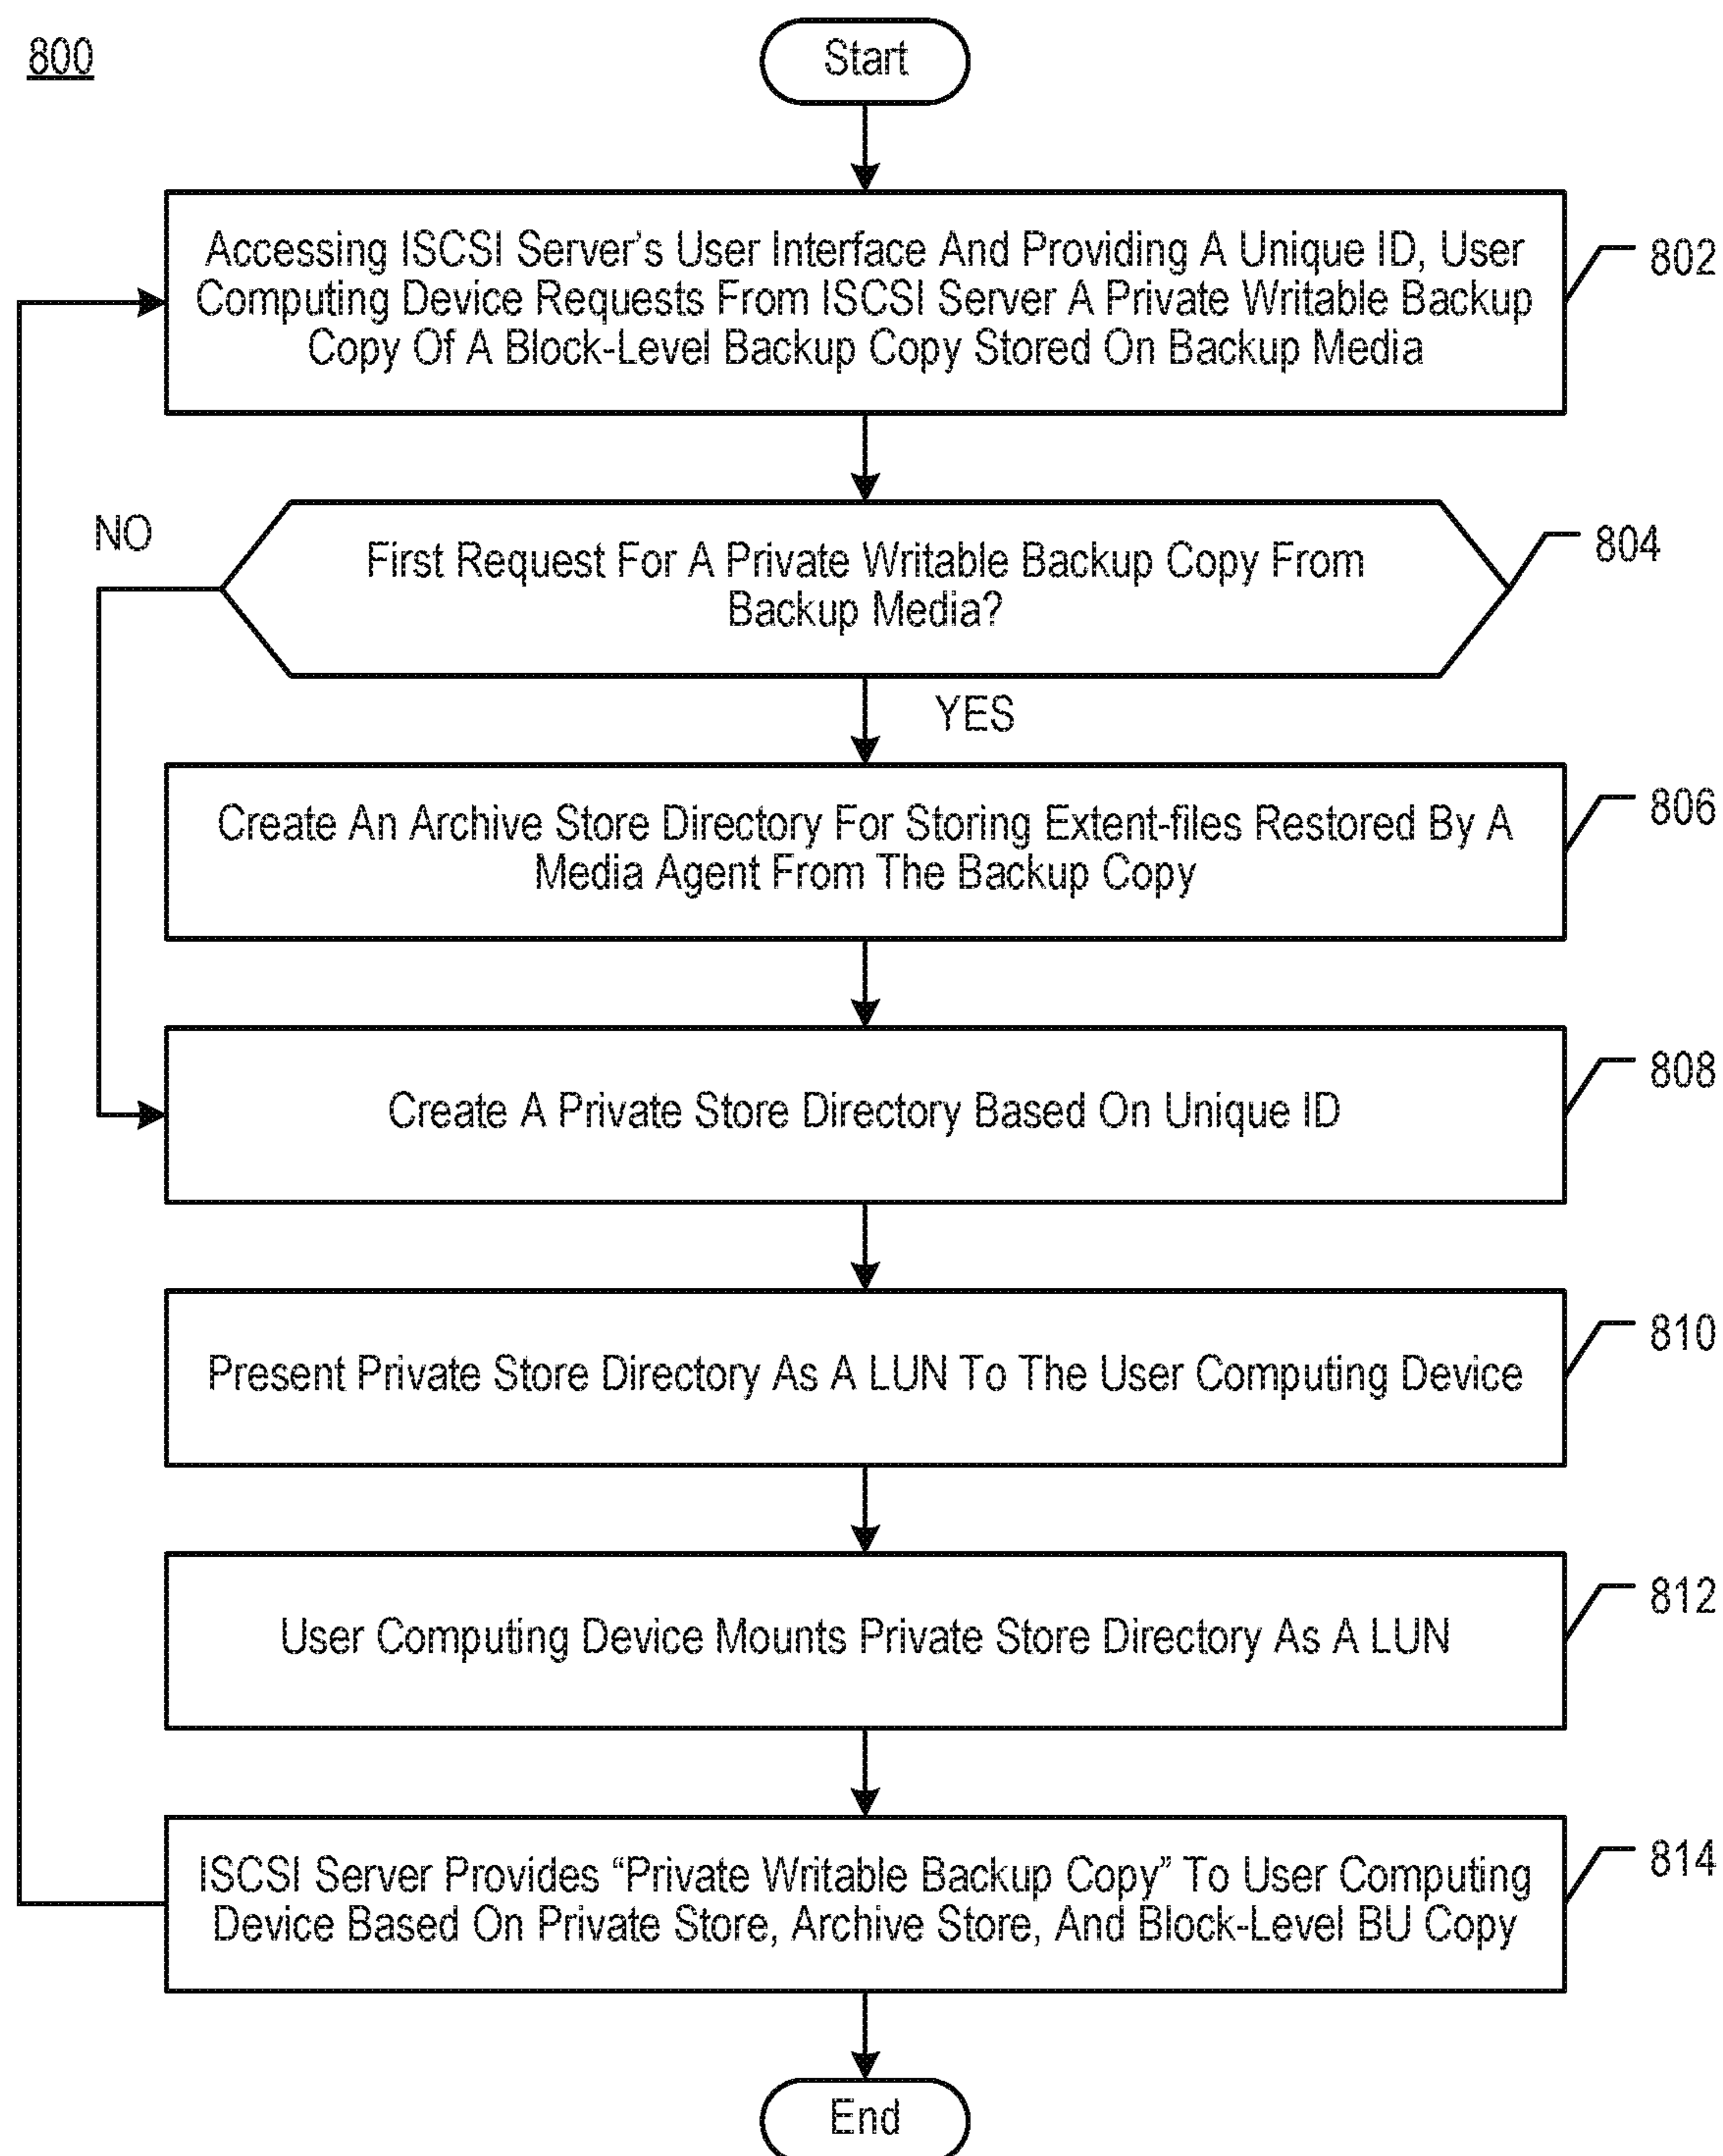 800
Start
Accessing ISCSI Server's User Interface And Providing A Unique ID, User
Computing Device Requests From ISCSI Server A Private Writable Backup
Copy Of A Block-Level Backup Copy Stored On Backup Media
802
NO
First Request For A Private Writable Backup Copy From
Backup Media?
804
YES
Create An Archive Store Directory For Storing Extent-files Restored By A
Media Agent From The Backup Copy
806
Create A Private Store Directory Based On Unique ID
808
Present Private Store Directory As A LUN To The User Computing Device
810
User Computing Device Mounts Private Store Directory As A LUN
812
ISCSI Server Provides “Private Writable Backup Copy” To User Computing
Device Based On Private Store, Archive Store, And Block-Level BU Copy
814
End